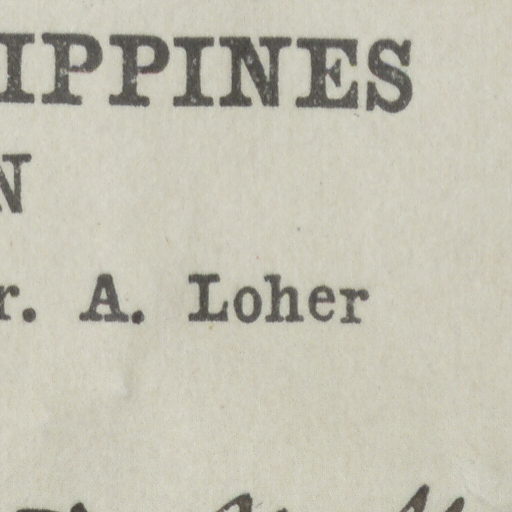 IPPINES
N
r. A. Loher